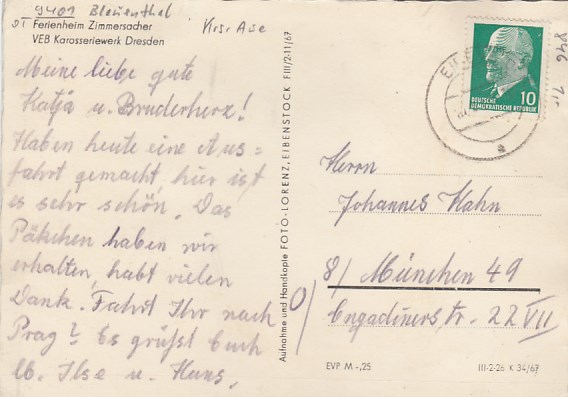 9401 Blauenthal
Krsr Aue
Ferienheim Zimmersacher
VEB Karosseriewerk Dresden
Meine liebe gute
Katja u. Bruderherz!
Haben heute eine Aus=
fahrt gemacht, hier ist
es sehr schön. Das
Päkchen haben wir
erhalten, habt vielen
Dank. Fahrt Ihr nach
Prag? Es grüßt Euch
lb. Ilse u. Hans,
Aufnahme und Handkopie FOTO-LORENZ, EIBENSTOCK F III/2-11/67
10
DEUTSCHE
DEMOKRATISCHE REPUBLIK
a
Herrn
Johannes Hahn
8/ München 49
Engadinerstr. 22 VII
EVP M -,25
III-2-26 K 34/67